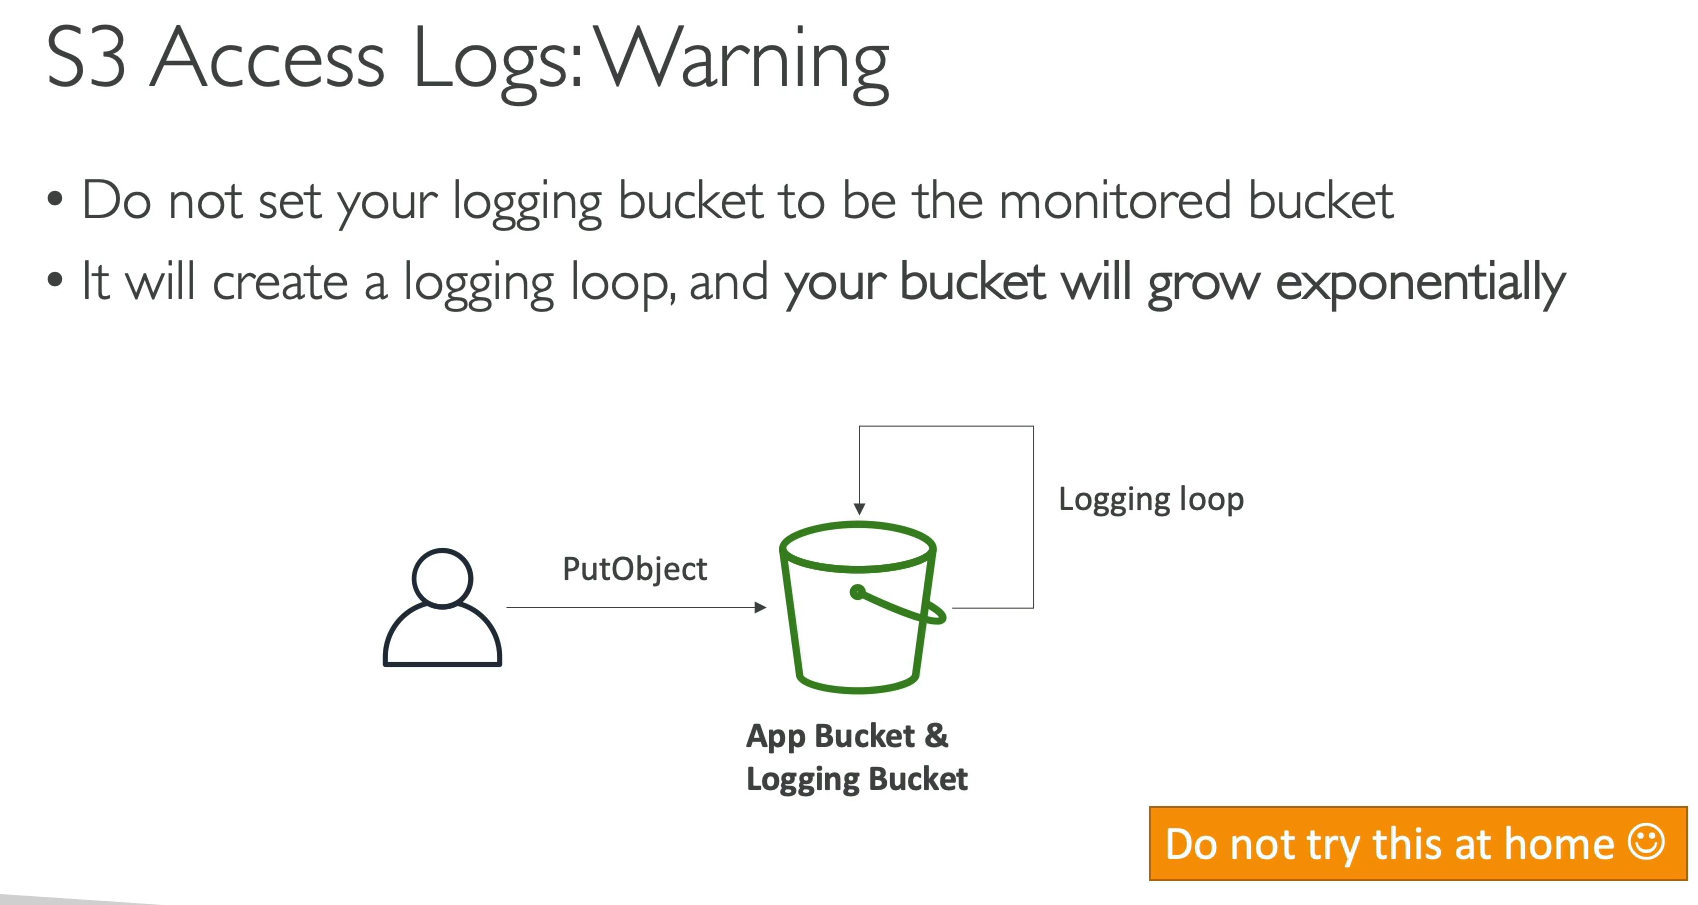 S3 Access Logs: Warning
• Do not set your logging bucket to be the monitored bucket
• It will create a logging loop, and your bucket will grow exponentially
Logging loop
PutObject
App Bucket &
Logging Bucket
Do not try this at home ☺